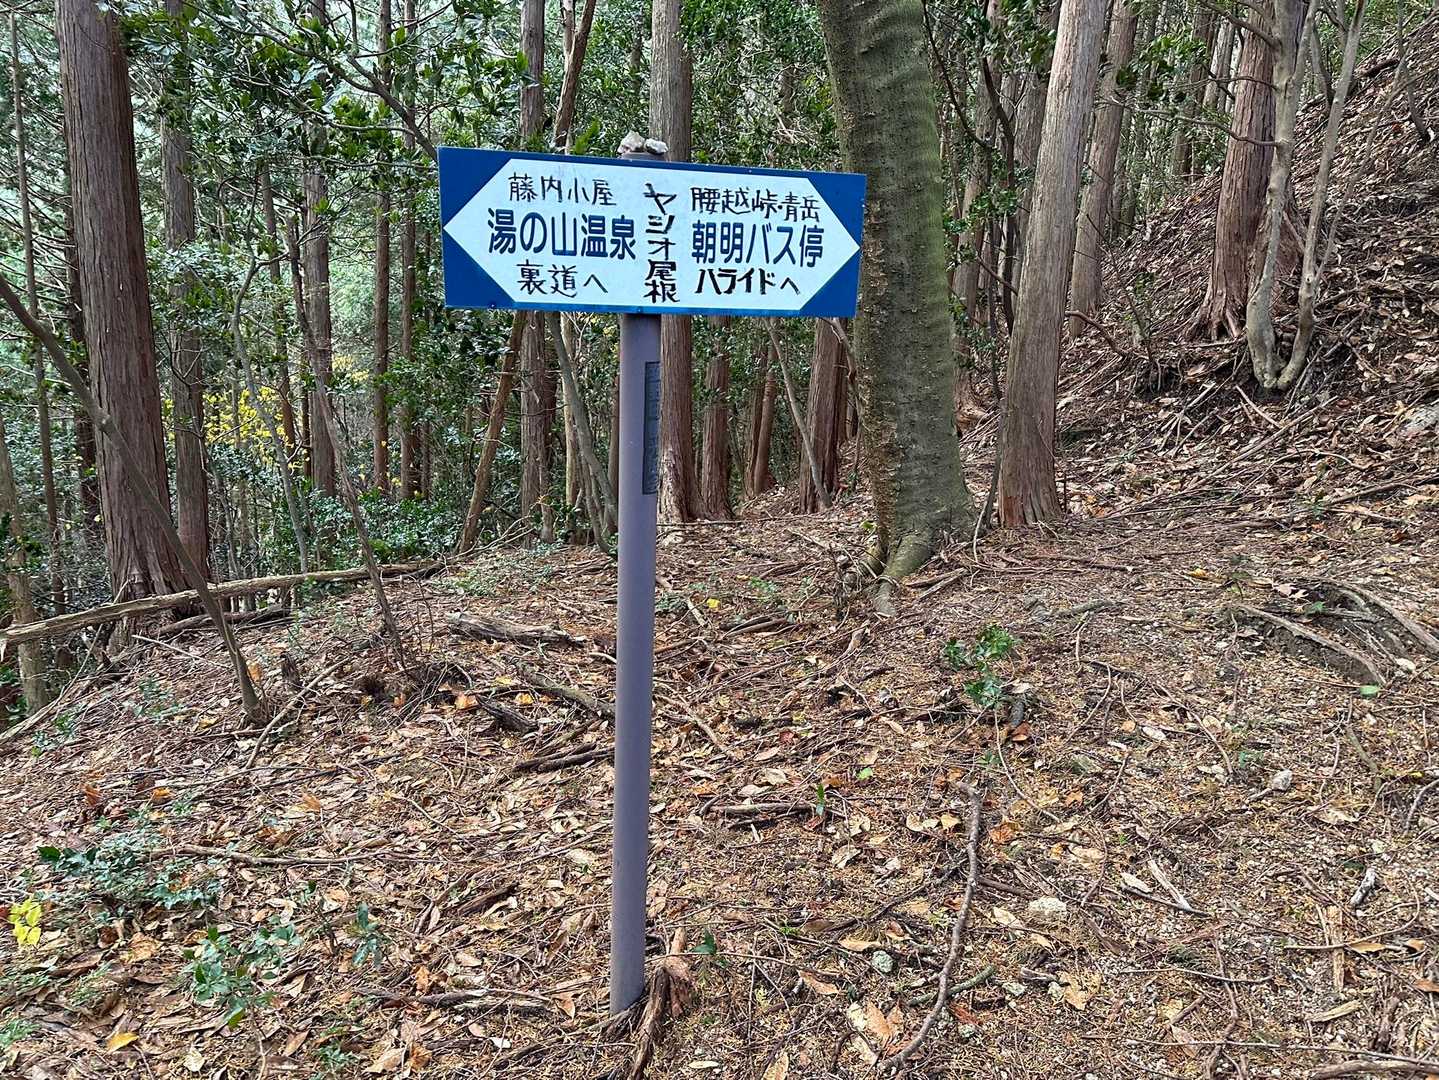 藤内小屋
湯の山温泉
裏道へ
ヤシオ尾根
腰越峠・青岳
朝明バス停
ハライドへ